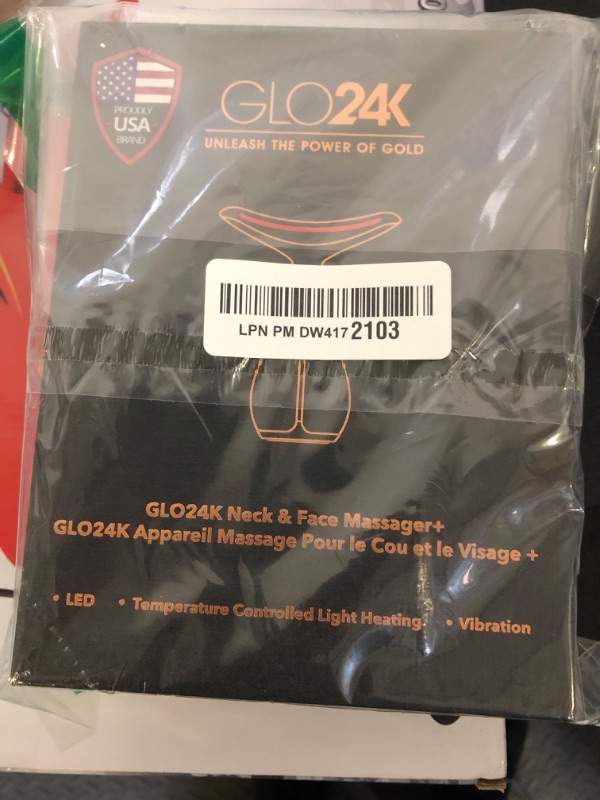 PROUDLY
USA
BRAND
GLO24K
UNLEASH THE POWER OF GOLD
LPN PM DW417 2103
GLO24K Neck & Face Massager+
GLO24K Appareil Massage Pour le Cou et le Visage +
• LED • Temperature Controlled Light Heating • Vibration